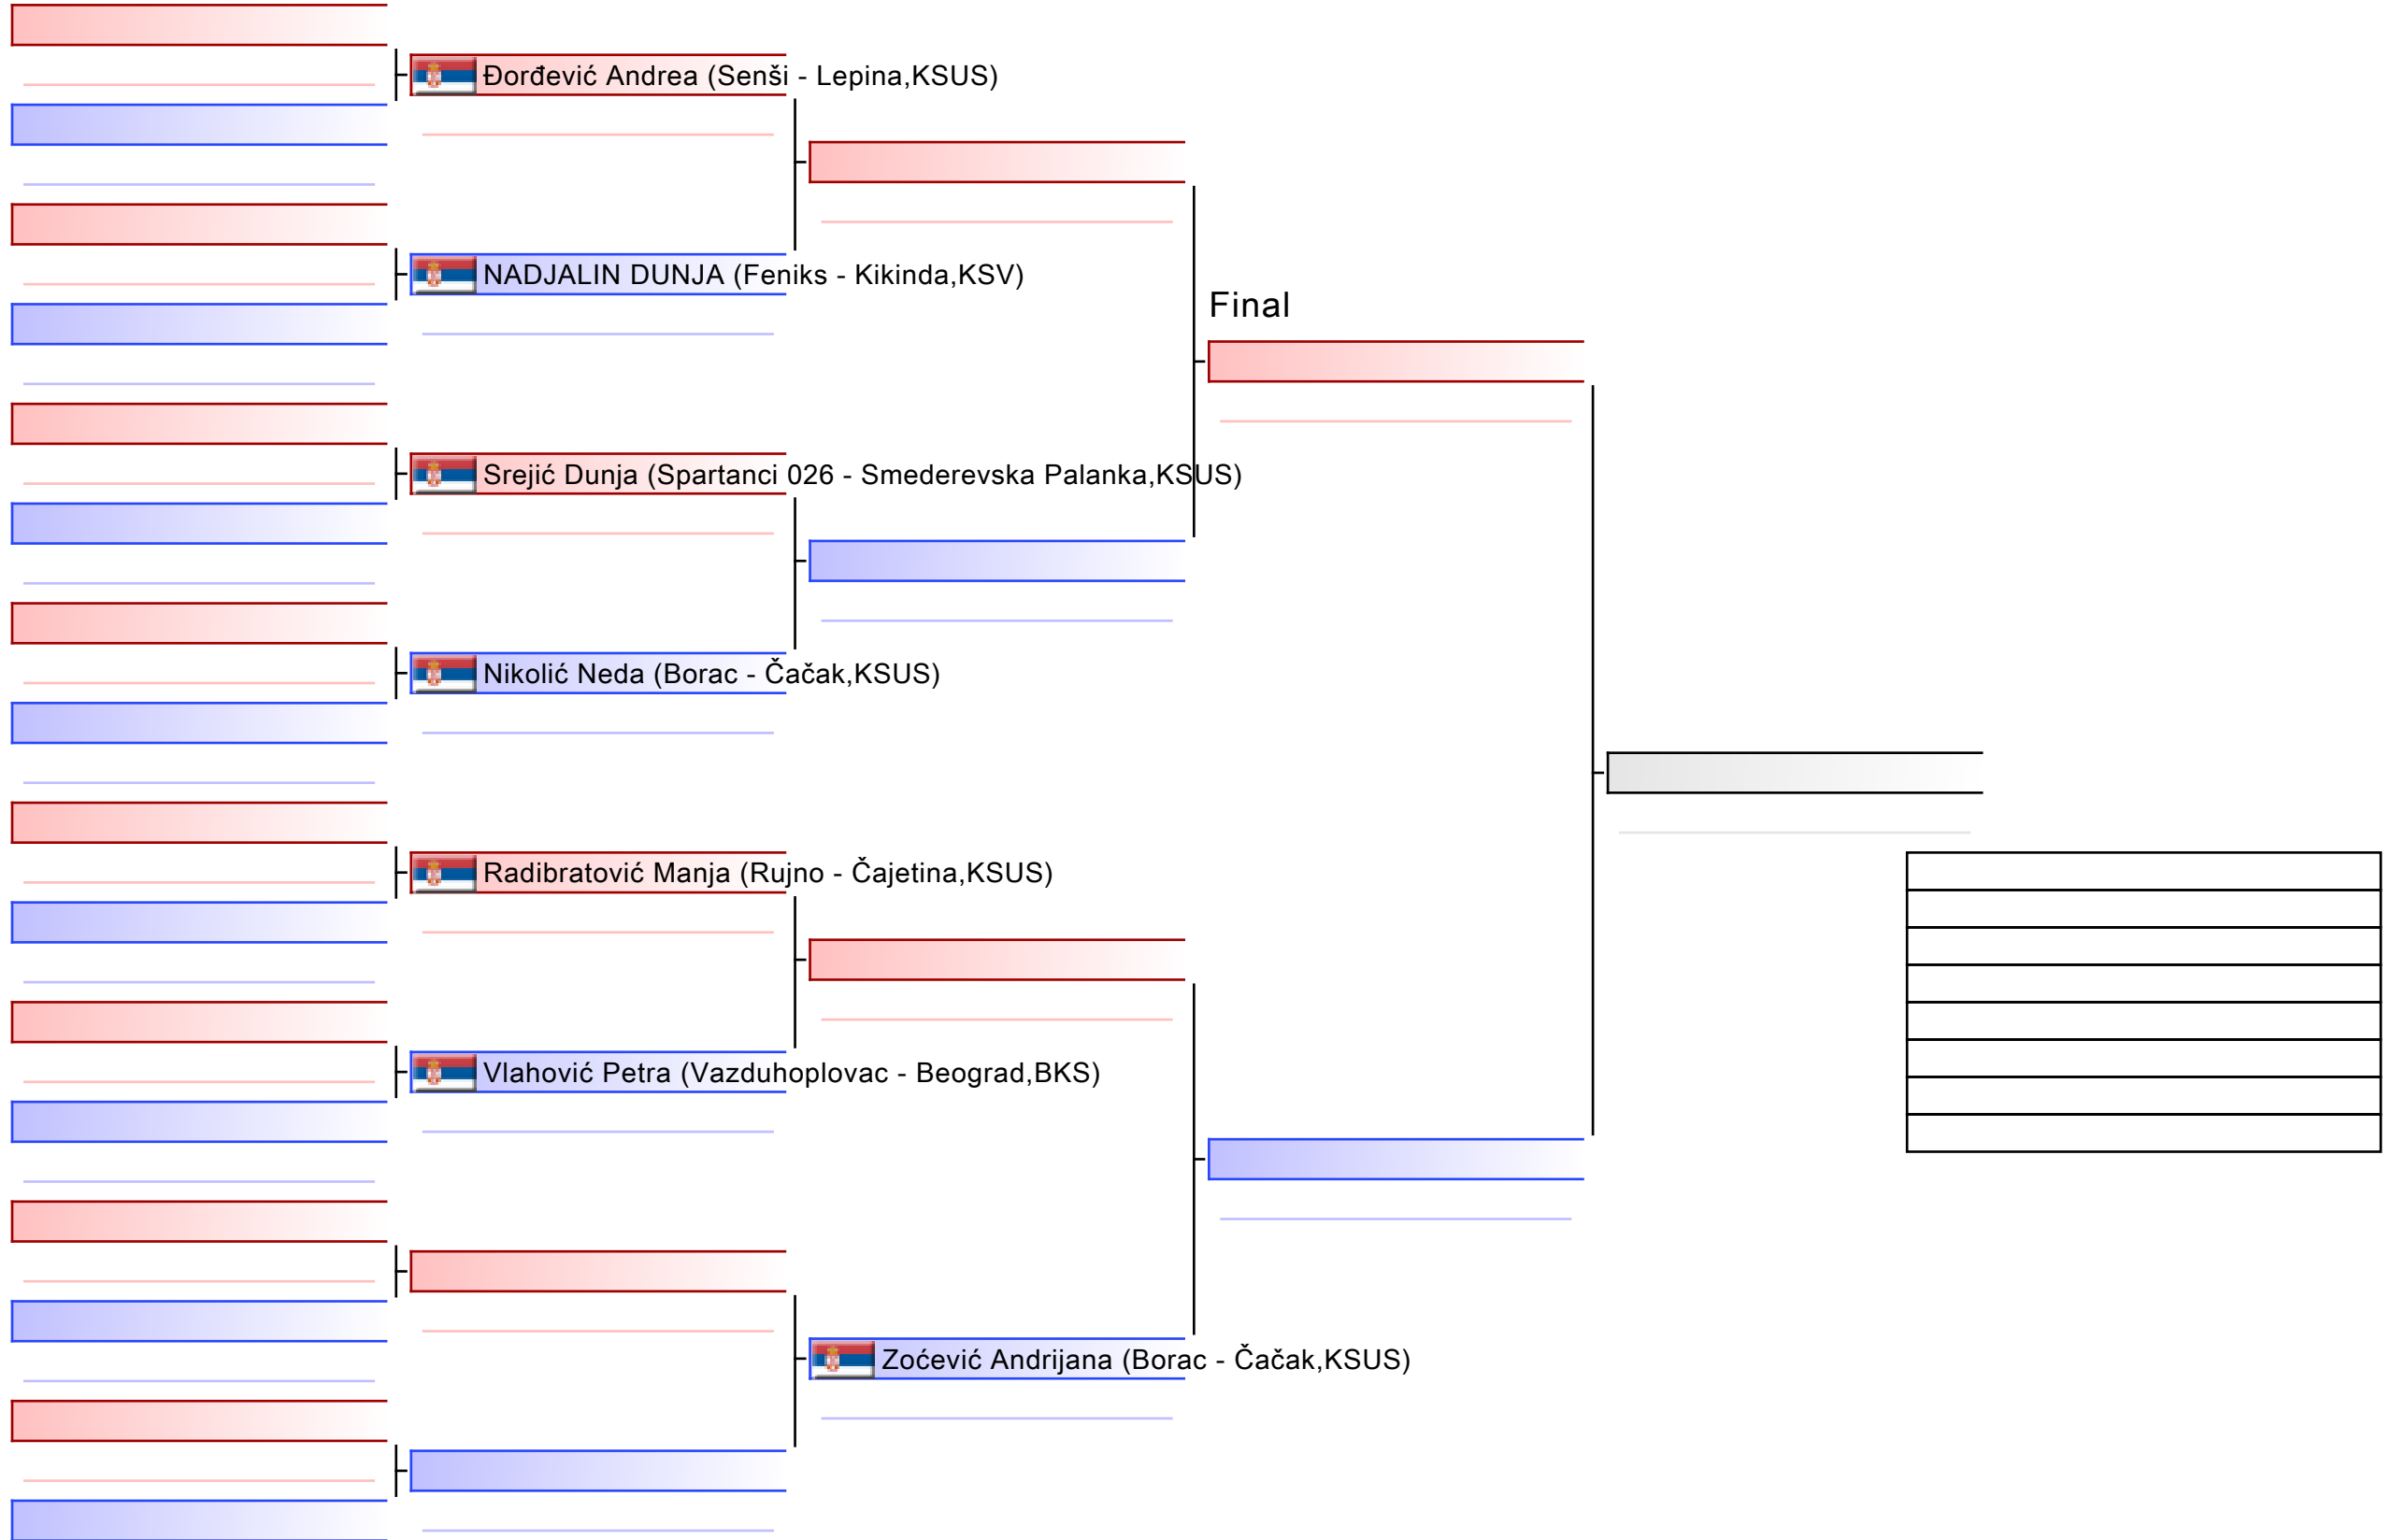 Đorđević Andrea (Senši - Lepina,KSUS)
NADJALIN DUNJA (Feniks - Kikinda,KSV)
Final
Srejić Dunja (Spartanci 026 - Smederevska Palanka,KSUS)
Nikolić Neda (Borac - Čačak,KSUS)
Radibratović Manja (Rujno - Čajetina,KSUS)
Vlahović Petra (Vazduhoplovac - Beograd,BKS)
Zoćević Andrijana (Borac - Čačak,KSUS)